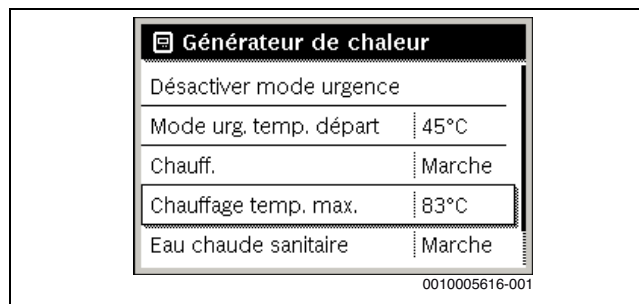 Générateur de chaleur
Désactiver mode urgence
Mode urg. temp. départ 45°C
Chauff. Marche
Chauffage temp. max. 83°C
Eau chaude sanitaire Marche
0010005616-001